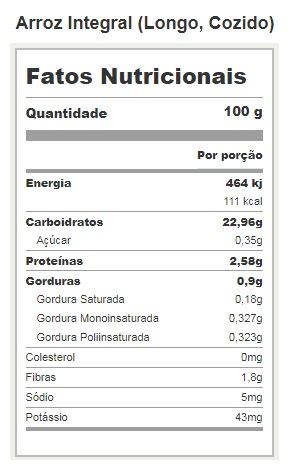 Arroz Integral (Longo, Cozido)
Fatos Nutricionais
Quantidade 100 g
Por porção
Energia 464 kj
111 kcal
Carboidratos 22,96g
Açúcar 0,35g
Proteínas 2,58g
Gorduras 0,9g
Gordura Saturada 0,18g
Gordura Monoinsaturada 0,327g
Gordura Poliinsaturada 0,323g
Colesterol 0mg
Fibras 1,8g
Sódio 5mg
Potássio 43mg